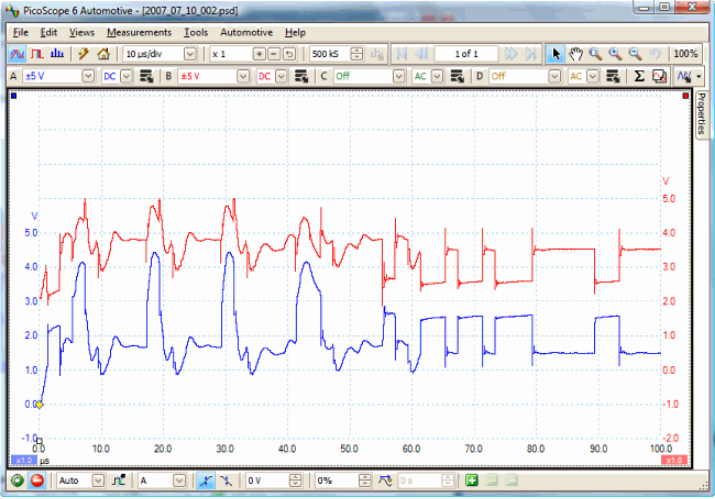 PicoScope 6 Automotive - [2007_07_10_002.psd]
File Edit Views Measurements Tools Automotive Help
10 µs/div x 1 500 kS 1 of 1 100%
A ±5 V DC B ±5 V DC C Off AC D Off AC Σ
Properties
V
V
5.0
4.0
3.0
2.0
1.0
0.0
-1.0
5.0
4.0
3.0
2.0
1.0
0.0
-1.0
-2.0
0.0 10.0 20.0 30.0 40.0 50.0 60.0 70.0 80.0 90.0 100.0
x1.0 µs x1.0
Auto A 0 V 0% 0 s